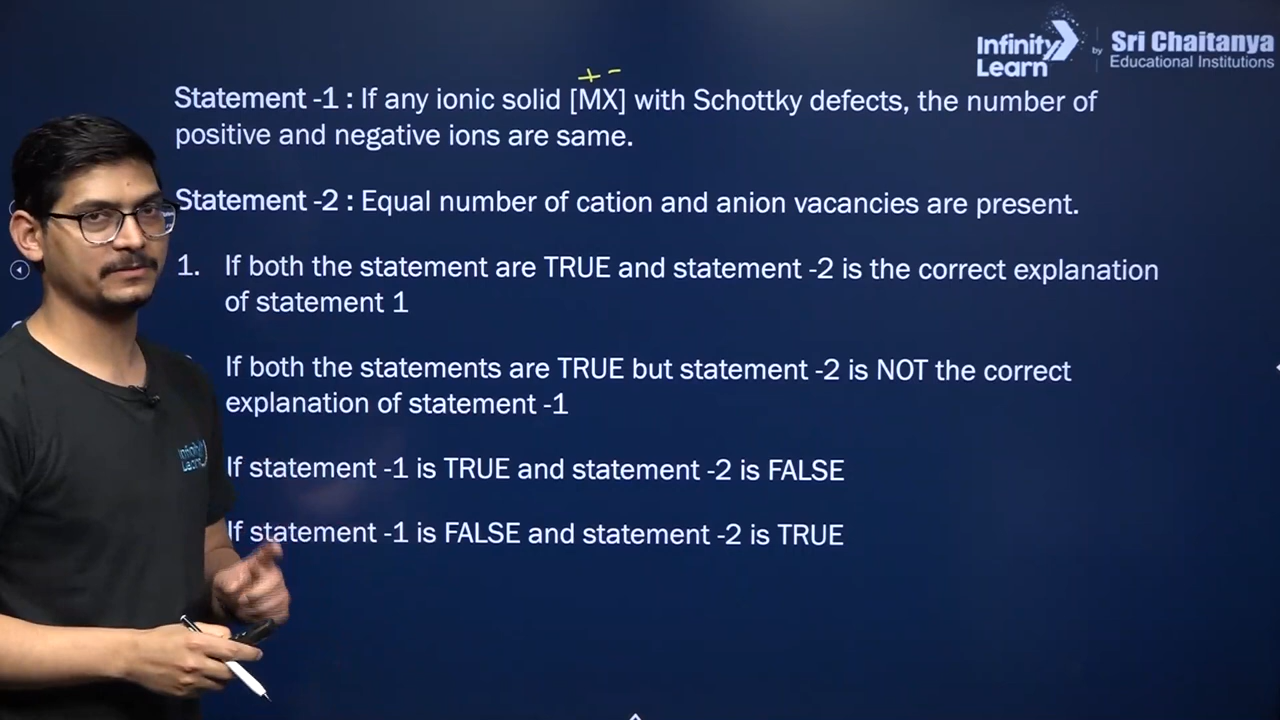 Infinity
Learn
by
Sri Chaitanya
Educational Institutions
+ -
Statement -1 : If any ionic solid [MX] with Schottky defects, the number of
positive and negative ions are same.
Statement -2 : Equal number of cation and anion vacancies are present.
1. If both the statement are TRUE and statement -2 is the correct explanation
of statement 1
If both the statements are TRUE but statement -2 is NOT the correct
explanation of statement -1
If statement -1 is TRUE and statement -2 is FALSE
If statement -1 is FALSE and statement -2 is TRUE
Infinity
Learn